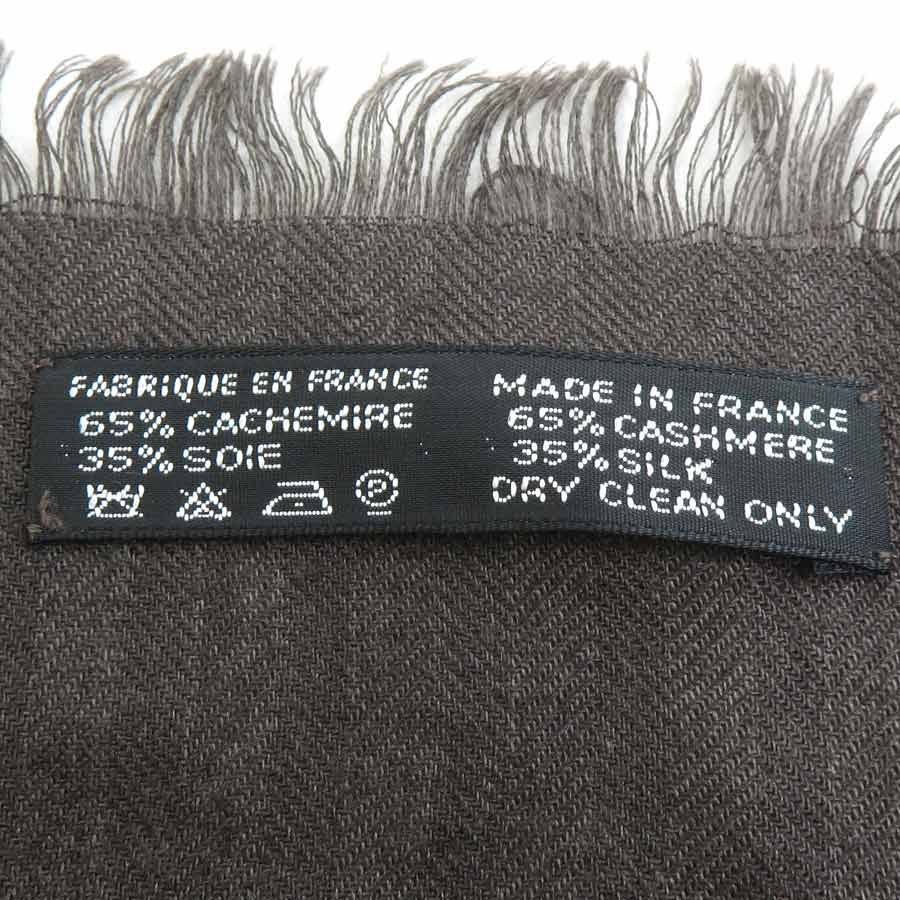 FABRIQUE EN FRANCE
65% CACHEMIRE
35% SOIE
P
MADE IN FRANCE
65% CASHMERE
35% SILK
DRY CLEAN ONLY